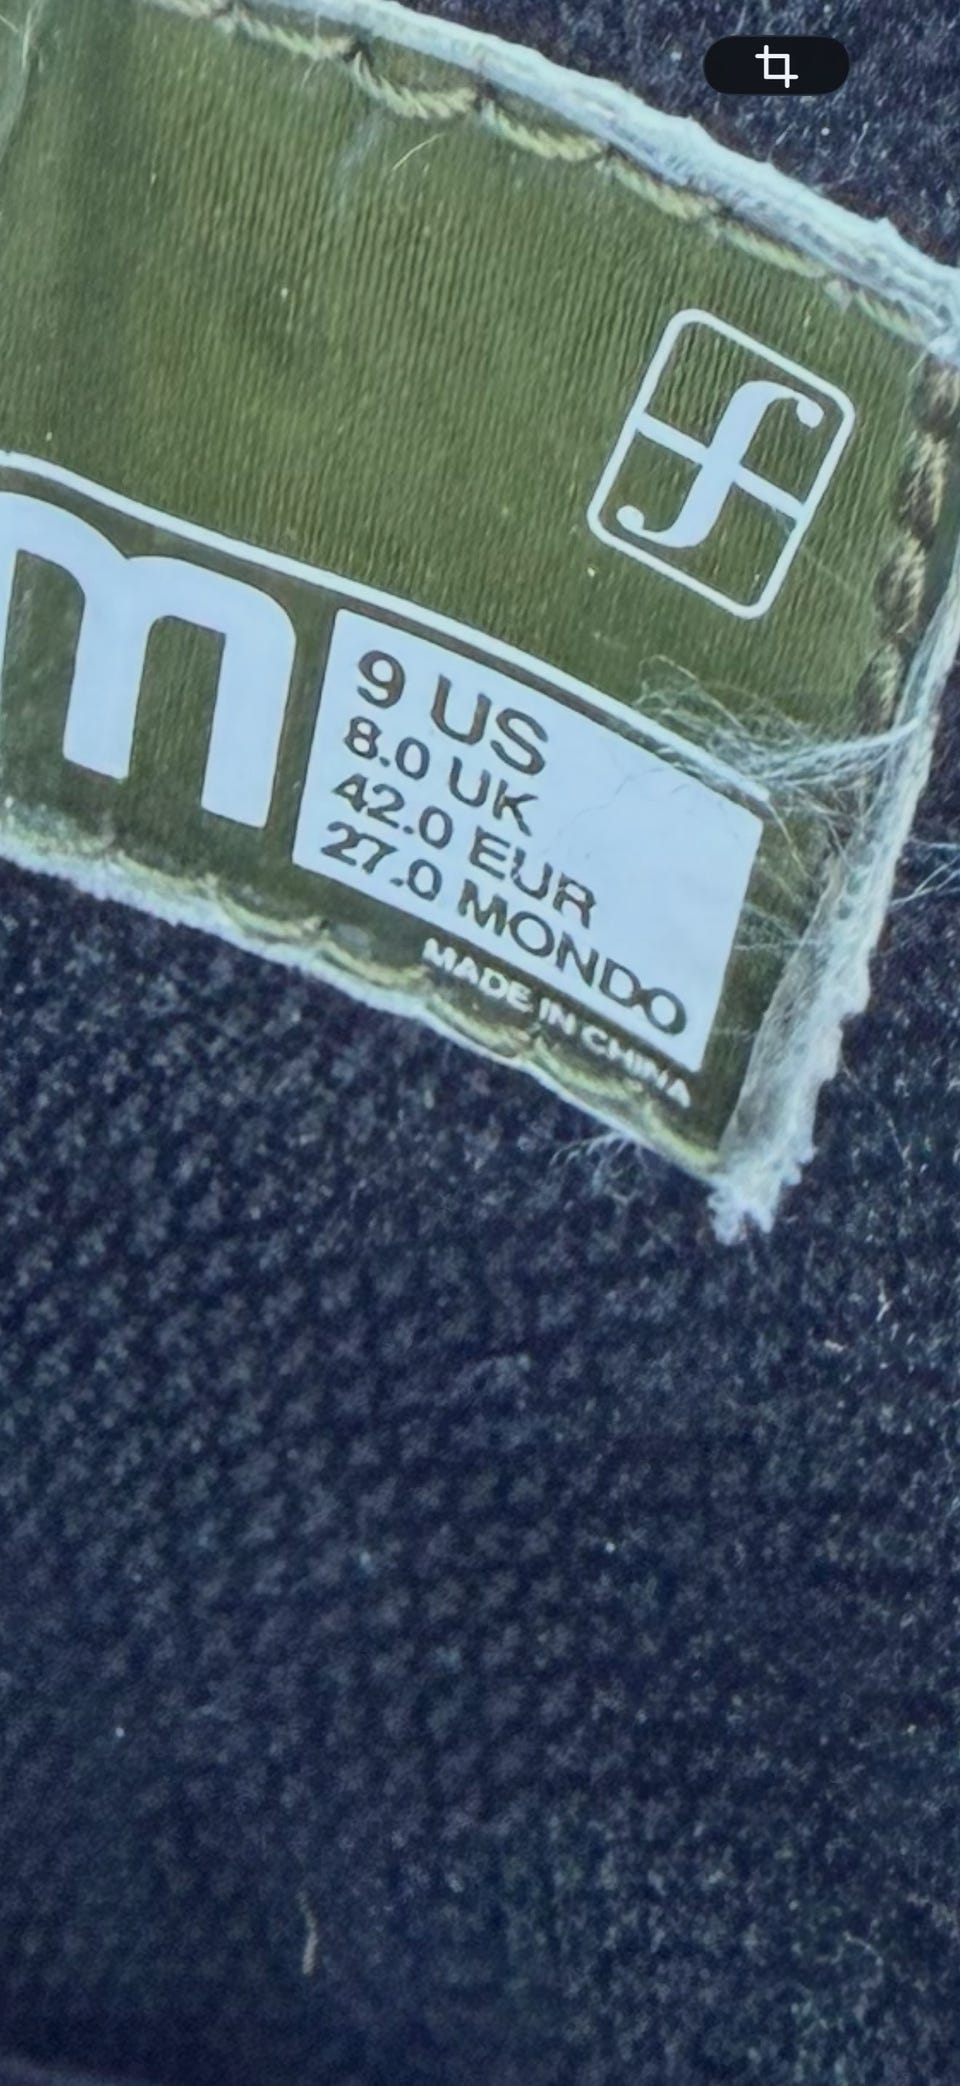 f
m
9 US
8.0 UK
42.0 EUR
27.0 MONDO
MADE IN CHINA